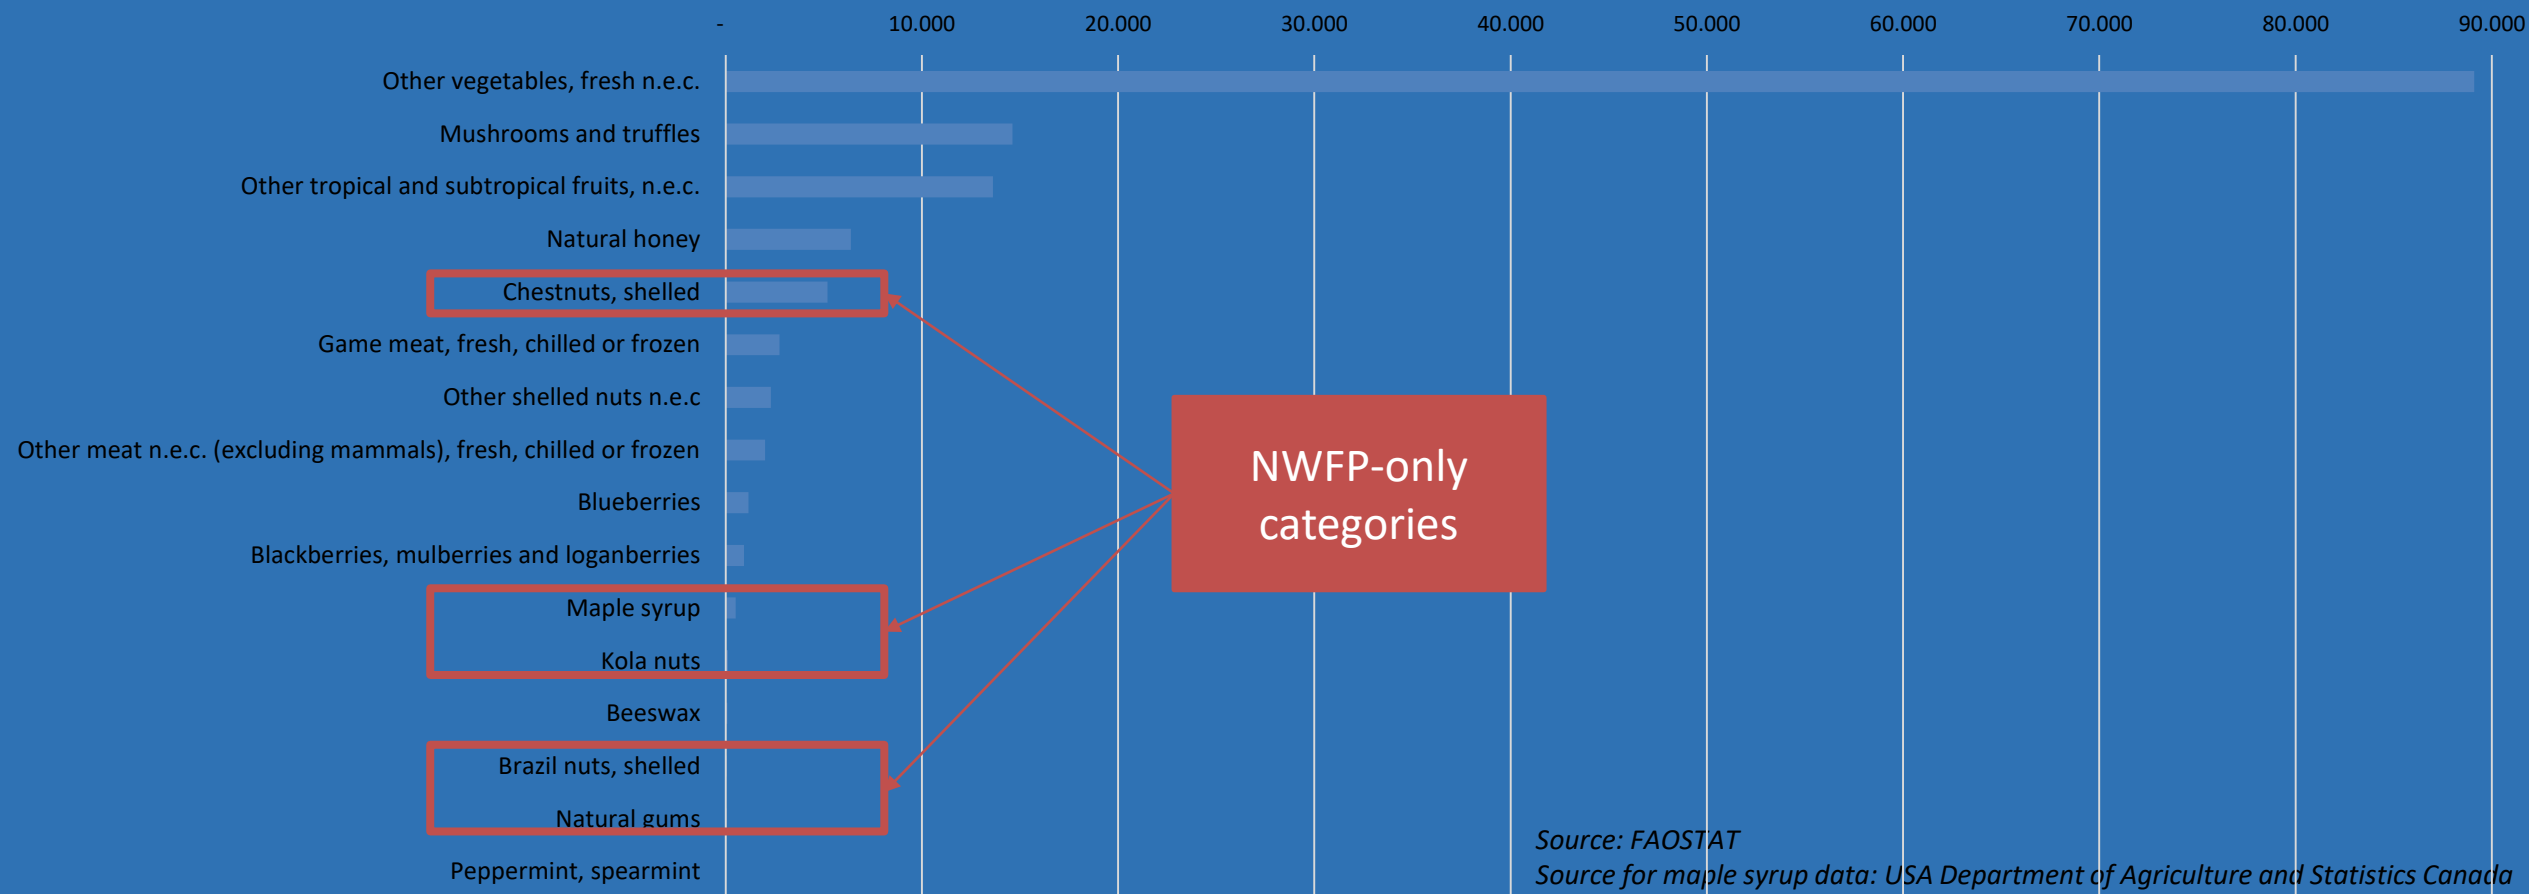 - 10.000 20.000 30.000 40.000 50.000 60.000 70.000 80.000 90.000
Other vegetables, fresh n.e.c.
Mushrooms and truffles
Other tropical and subtropical fruits, n.e.c.
Natural honey
Chestnuts, shelled
Game meat, fresh, chilled or frozen
Other shelled nuts n.e.c
Other meat n.e.c. (excluding mammals), fresh, chilled or frozen
Blueberries
Blackberries, mulberries and loganberries
Maple syrup
Kola nuts
Beeswax
Brazil nuts, shelled
Natural gums
Peppermint, spearmint
NWFP-only
categories
Source: FAOSTAT
Source for maple syrup data: USA Department of Agriculture and Statistics Canada